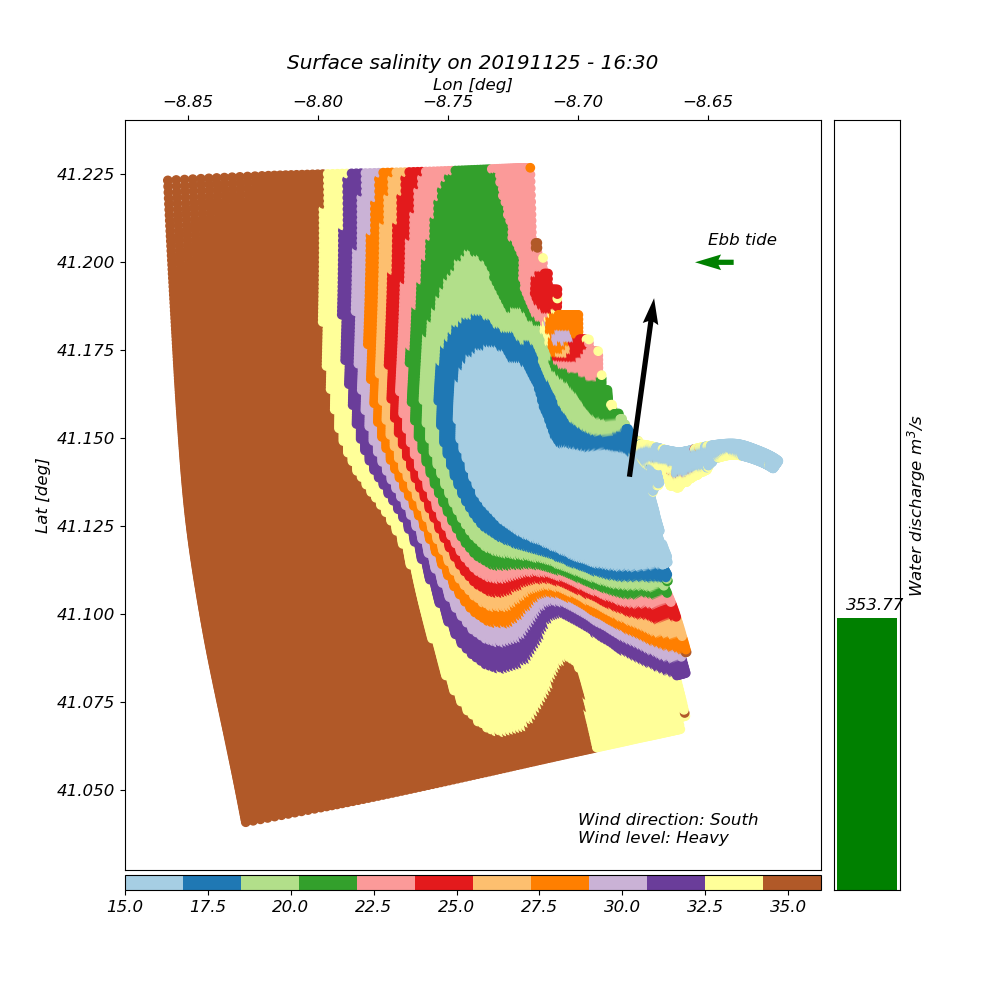 Surface salinity on 20191125 - 16:30
Lon [deg]
−8.85 −8.80 −8.75 −8.70 −8.65
41.225
41.200
41.175
41.150
41.125
41.100
41.075
41.050
Lat [deg]
Ebb tide
Wind direction: South
Wind level: Heavy
353.77
Water discharge m³/s
15.0 17.5 20.0 22.5 25.0 27.5 30.0 32.5 35.0